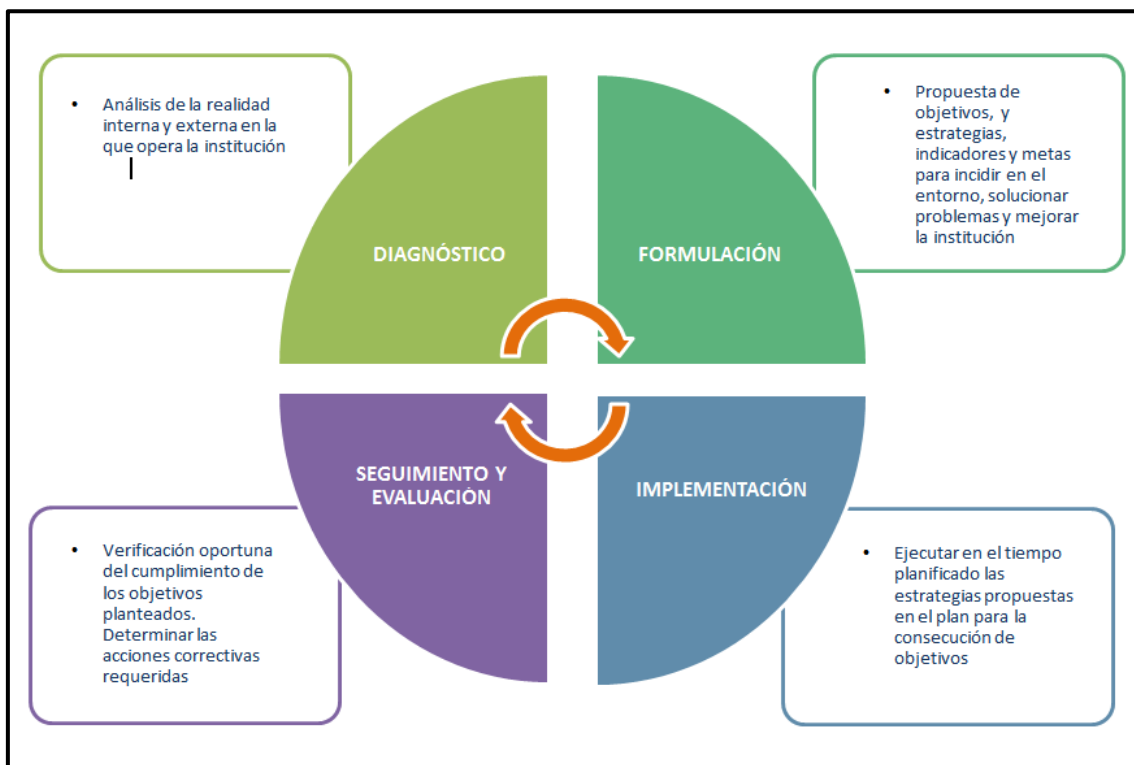 • Análisis de la realidad
interna y externa en la
que opera la institución
DIAGNÓSTICO
• Propuesta de
objetivos, y
estrategias,
indicadores y metas
para incidir en el
entorno, solucionar
problemas y mejorar
la institución
FORMULACIÓN
SEGUIMIENTO Y
EVALUACIÓN
• Verificación oportuna
del cumplimiento de
los objetivos
planteados.
Determinar las
acciones correctivas
requeridas
IMPLEMENTACIÓN
• Ejecutar en el tiempo
planificado las
estrategias propuestas
en el plan para la
consecución de
objetivos